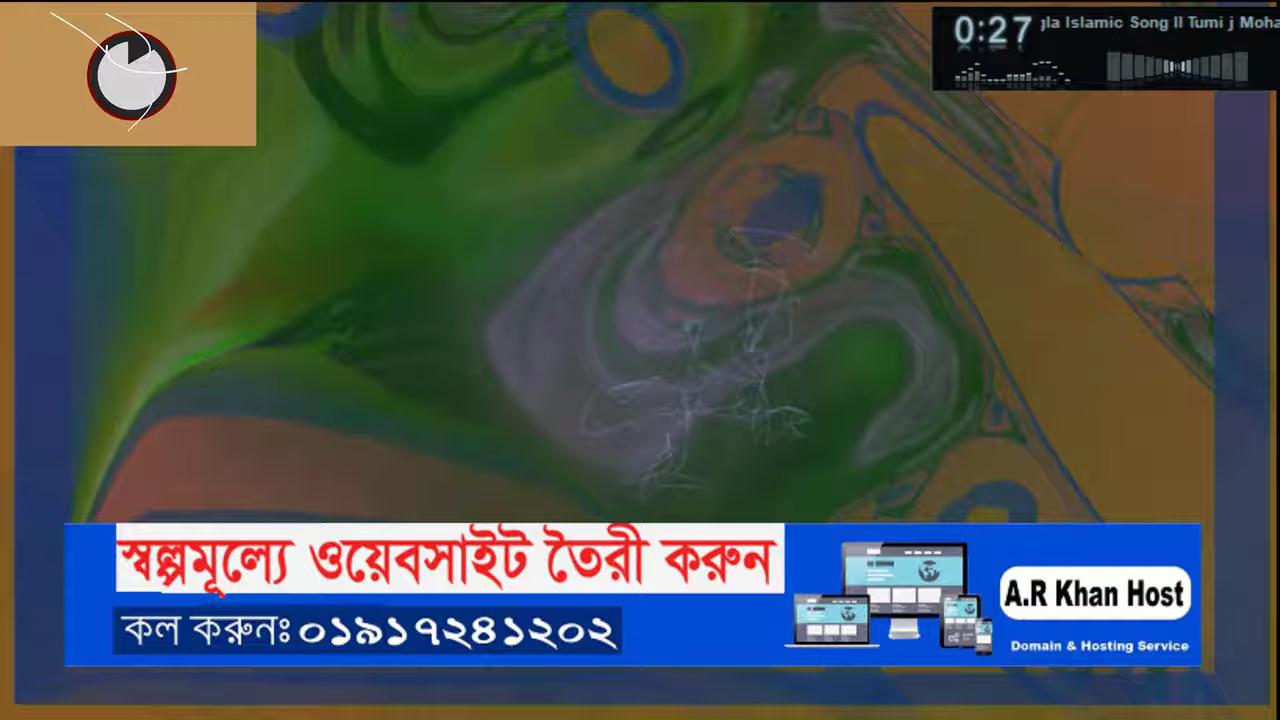 0:27
Islamic Song ll Tumi j Moha
স্বল্পমূল্যে ওয়েবসাইট তৈরী করুন
কল করুনঃ ০১৯১৭২৪১২০২
A.R Khan Host
Domain & Hosting Service